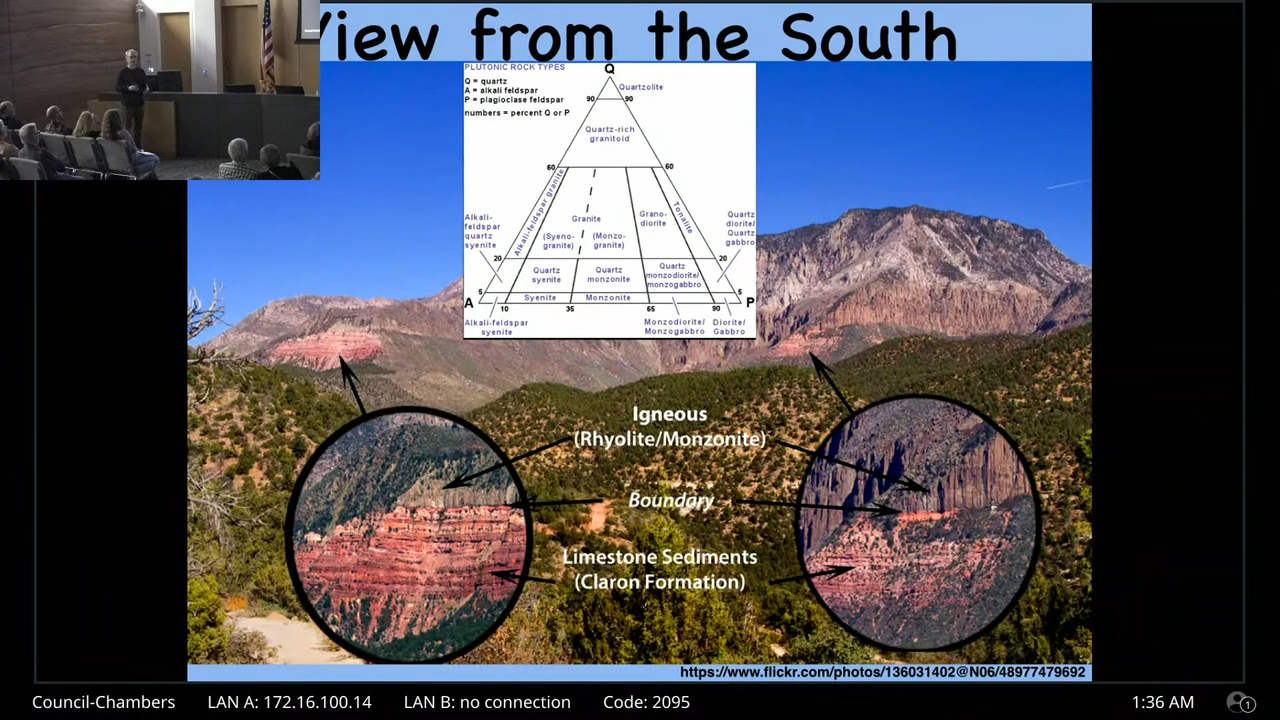 View from the South
PLUTONIC ROCK TYPES
Q = quartz
A = alkali feldspar
P = plagioclase feldspar
numbers = percent Q or P
Q
Quartzolite
90
90
Quartz-rich
granitoid
60
60
Alkali-feldspar granite
Granite
(Syeno-
granite)
(Monzo-
granite)
Grano-
diorite
Tonalite
Alkali-
feldspar
quartz
syenite
Quartz
diorite/
Quartz
gabbro
20
20
Quartz
syenite
Quartz
monzonite
Quartz
monzodiorite/
monzogabbro
5
5
A
Syenite
Monzonite
P
10
35
65
90
Alkali-feldspar
syenite
Monzodiorite/
Monzogabbro
Diorite/
Gabbro
Igneous
(Rhyolite/Monzonite)
Boundary
Limestone Sediments
(Claron Formation)
https://www.flickr.com/photos/136031402@N06/48977479692
Council-Chambers LAN A: 172.16.100.14 LAN B: no connection Code: 2095 1:36 AM 1